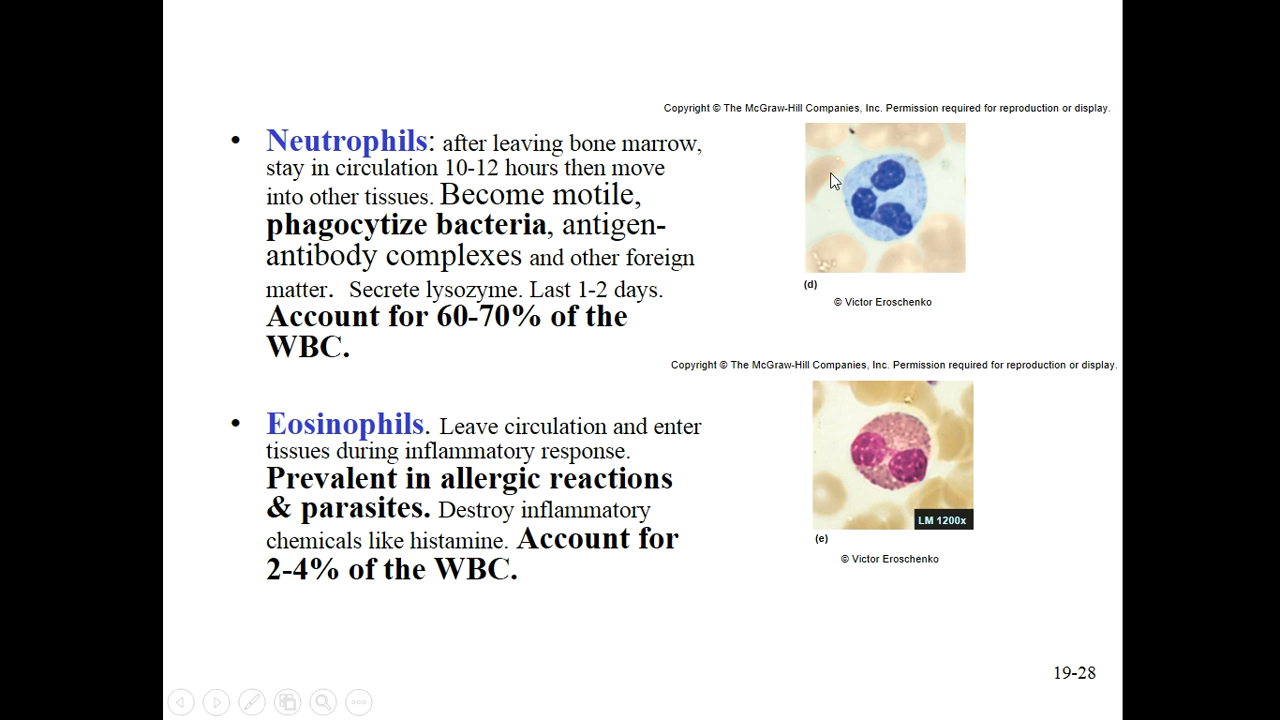 Copyright © The McGraw-Hill Companies, Inc. Permission required for reproduction or display.
• Neutrophils: after leaving bone marrow,
stay in circulation 10-12 hours then move
into other tissues. Become motile,
phagocytize bacteria, antigen-
antibody complexes and other foreign
matter. Secrete lysozyme. Last 1-2 days.
Account for 60-70% of the
WBC.
(d)
© Victor Eroschenko
Copyright © The McGraw-Hill Companies, Inc. Permission required for reproduction or display.
• Eosinophils. Leave circulation and enter
tissues during inflammatory response.
Prevalent in allergic reactions
& parasites. Destroy inflammatory
chemicals like histamine. Account for
2-4% of the WBC.
LM 1200x
(e)
© Victor Eroschenko
19-28